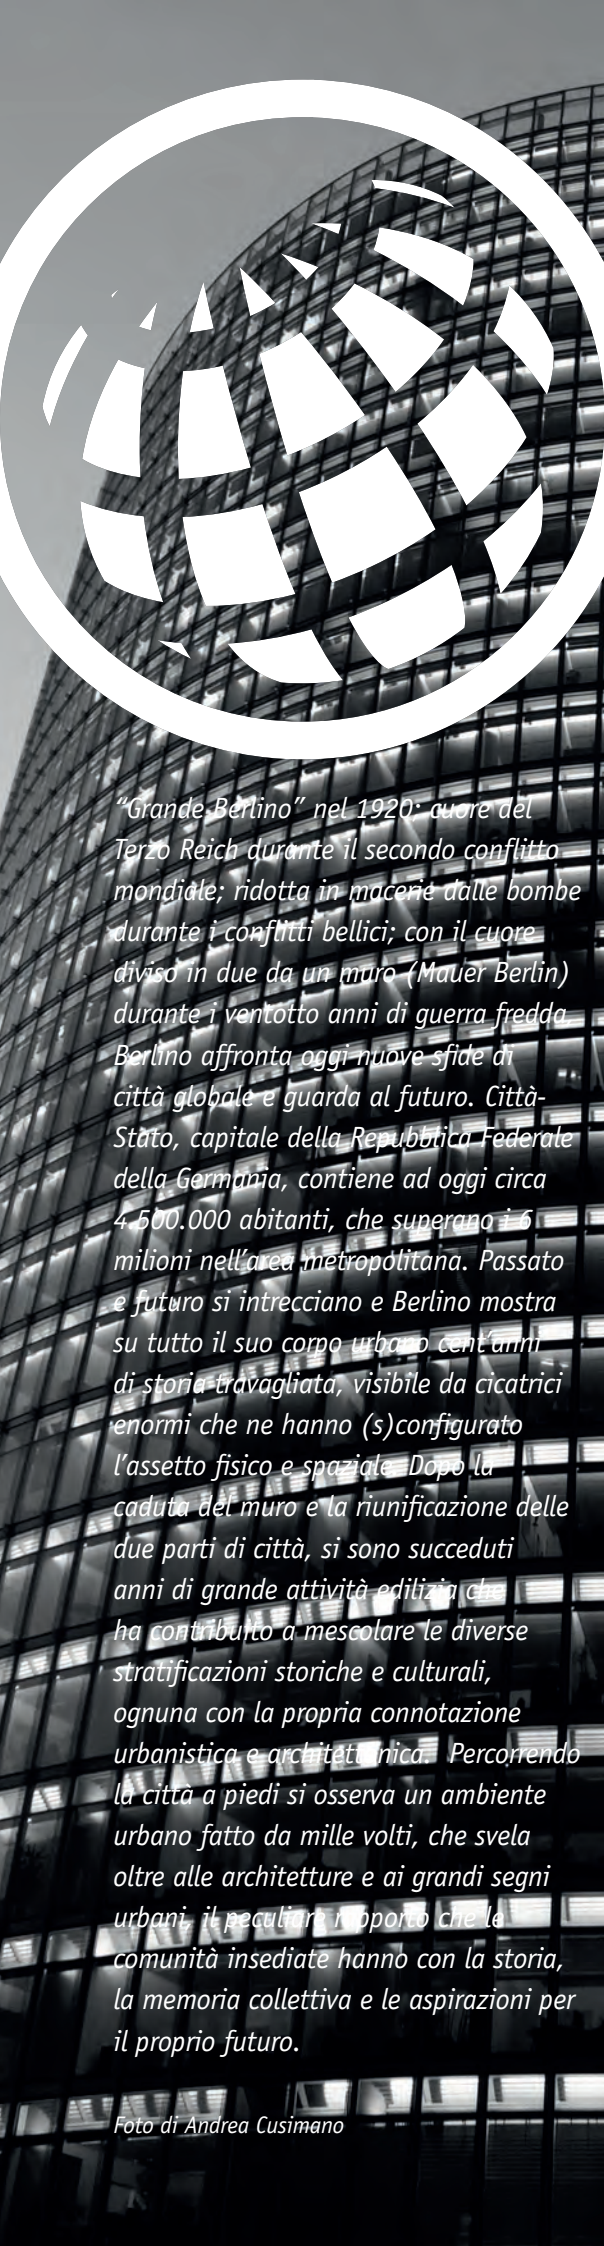 “Grande Berlino” nel 1920; cuore del
Terzo Reich durante il secondo conflitto
mondiale; ridotta in macerie dalle bombe
durante i conflitti bellici; con il cuore
diviso in due da un muro (Mauer Berlin)
durante i ventotto anni di guerra fredda.
Berlino affronta oggi nuove sfide di
città globale e guarda al futuro. Città-
Stato, capitale della Repubblica Federale
della Germania, contiene ad oggi circa
4.500.000 abitanti, che superano i 6
milioni nell’area metropolitana. Passato
e futuro si intrecciano e Berlino mostra
su tutto il suo corpo urbano cent’anni
di storia travagliata, visibile da cicatrici
enormi che ne hanno (s)configurato
l’assetto fisico e spaziale. Dopo la
caduta del muro e la riunificazione delle
due parti di città, si sono succeduti
anni di grande attività edilizia che
ha contribuito a mescolare le diverse
stratificazioni storiche e culturali,
ognuna con la propria connotazione
urbanistica e architettonica. Percorrendo
la città a piedi si osserva un ambiente
urbano fatto da mille volti, che svela
oltre alle architetture e ai grandi segni
urbani, il peculiare rapporto che le
comunità insediate hanno con la storia,
la memoria collettiva e le aspirazioni per
il proprio futuro.
Foto di Andrea Cusimano